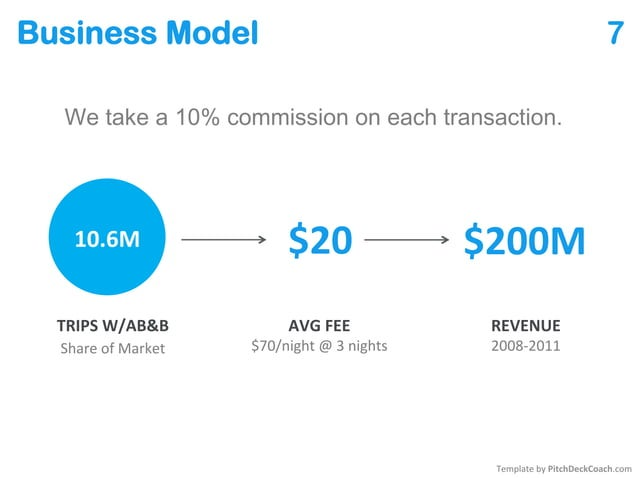 Business Model
7
We take a 10% commission on each transaction.
10.6M
$20
$200M
TRIPS W/AB&B
Share of Market
AVG FEE
$70/night @ 3 nights
REVENUE
2008-2011
Template by PitchDeckCoach.com